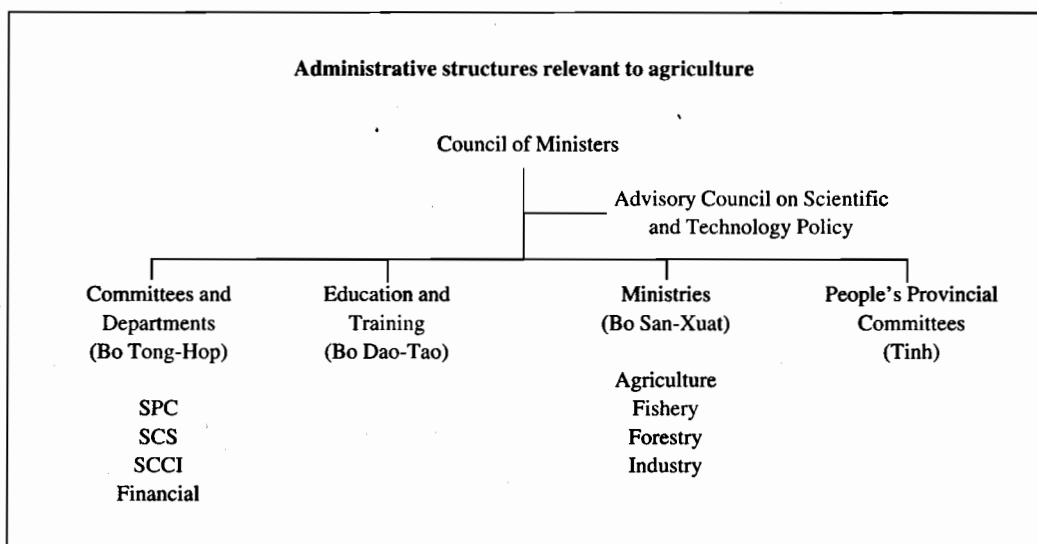 Administrative structures relevant to agriculture
Council of Ministers
Advisory Council on Scientific
and Technology Policy
Committees and
Departments
(Bo Tong-Hop)
SPC
SCS
SCCI
Financial
Education and
Training
(Bo Dao-Tao)
Ministries
(Bo San-Xuat)
Agriculture
Fishery
Forestry
Industry
People's Provincial
Committees
(Tinh)